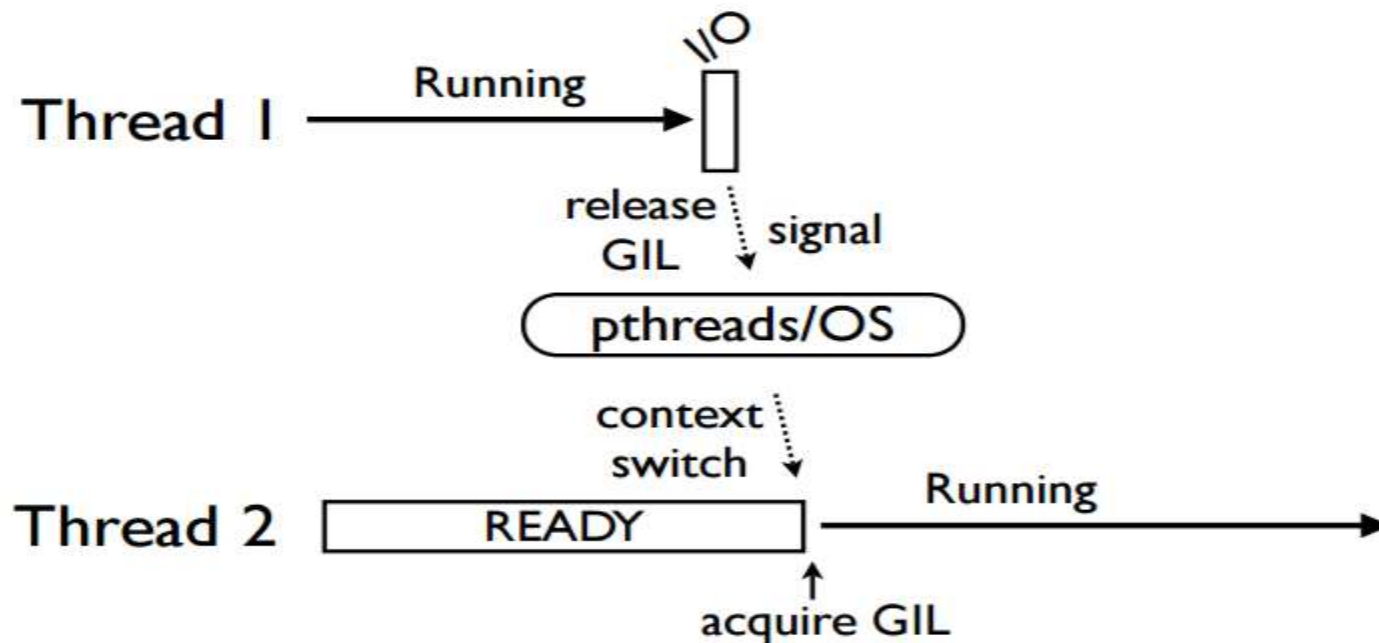 I/O
Running
Thread 1
release
GIL
signal
pthreads/OS
context
switch
Running
Thread 2
READY
acquire GIL